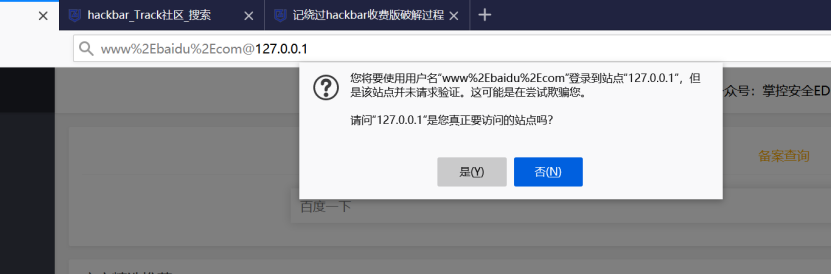 hackbar_Track社区_搜索
记绕过hackbar收费版破解过程
www%2Ebaidu%2Ecom@127.0.0.1
您将要使用用户名“www%2Ebaidu%2Ecom”登录到站点“127.0.0.1”，但
是该站点并未请求验证。这可能是在尝试欺骗您。
众号：掌控安全ED
请问“127.0.0.1”是您真正要访问的站点吗？
备案查询
是(Y)
否(N)
百度一下